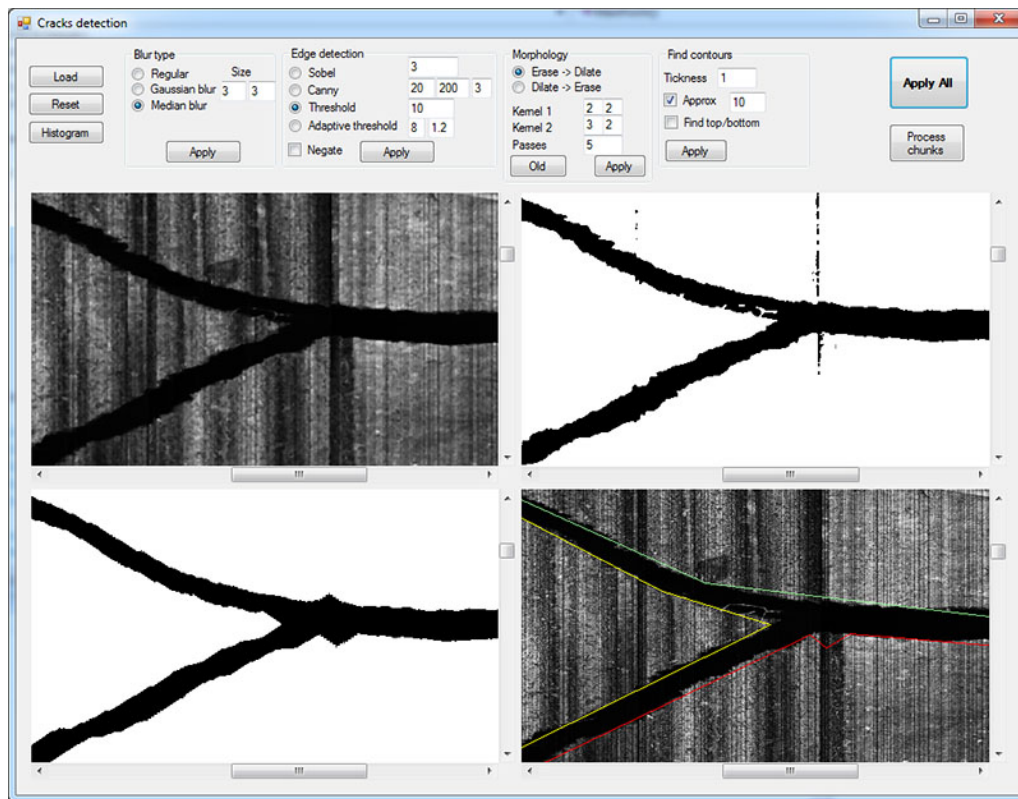 Cracks detection
Load
Reset
Histogram
Blur type
Regular
Size
Gaussian blur 3 3
Median blur
Apply
Edge detection
Sobel 3
Canny 20 200 3
Threshold 10
Adaptive threshold 8 1.2
Negate Apply
Morphology
Erase -> Dilate
Dilate -> Erase
Kernel 1 2 2
Kernel 2 3 2
Passes 5
Old Apply
Find contours
Tickness 1
Approx 10
Find top/bottom
Apply
Apply All
Process
chunks